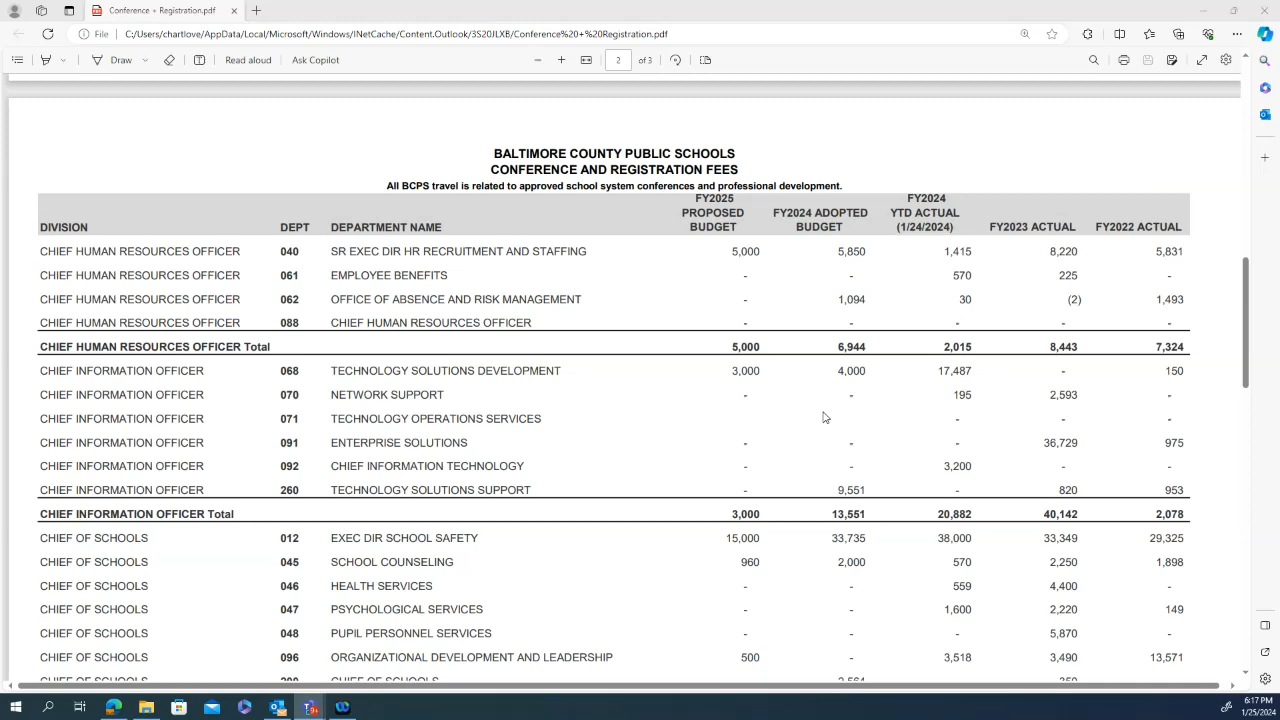 Conference + Registration.pdf
File C:/Users/chartlove/AppData/Local/Microsoft/Windows/INetCache/Content.Outlook/3S20JLXB/Conference%20+%20Registration.pdf
Draw Read aloud Ask Copilot 2 of 3
BALTIMORE COUNTY PUBLIC SCHOOLS
CONFERENCE AND REGISTRATION FEES
All BCPS travel is related to approved school system conferences and professional development.
DIVISION DEPT DEPARTMENT NAME FY2025 PROPOSED BUDGET FY2024 ADOPTED BUDGET FY2024 YTD ACTUAL (1/24/2024) FY2023 ACTUAL FY2022 ACTUAL
CHIEF HUMAN RESOURCES OFFICER 040 SR EXEC DIR HR RECRUITMENT AND STAFFING 5,000 5,850 1,415 8,220 5,831
CHIEF HUMAN RESOURCES OFFICER 061 EMPLOYEE BENEFITS - - 570 225 -
CHIEF HUMAN RESOURCES OFFICER 062 OFFICE OF ABSENCE AND RISK MANAGEMENT - 1,094 30 (2) 1,493
CHIEF HUMAN RESOURCES OFFICER 088 CHIEF HUMAN RESOURCES OFFICER - - - - -
CHIEF HUMAN RESOURCES OFFICER Total 5,000 6,944 2,015 8,443 7,324
CHIEF INFORMATION OFFICER 068 TECHNOLOGY SOLUTIONS DEVELOPMENT 3,000 4,000 17,487 - 150
CHIEF INFORMATION OFFICER 070 NETWORK SUPPORT - - 195 2,593 -
CHIEF INFORMATION OFFICER 071 TECHNOLOGY OPERATIONS SERVICES - - -
CHIEF INFORMATION OFFICER 091 ENTERPRISE SOLUTIONS - - - 36,729 975
CHIEF INFORMATION OFFICER 092 CHIEF INFORMATION TECHNOLOGY - - 3,200 - -
CHIEF INFORMATION OFFICER 260 TECHNOLOGY SOLUTIONS SUPPORT - 9,551 - 820 953
CHIEF INFORMATION OFFICER Total 3,000 13,551 20,882 40,142 2,078
CHIEF OF SCHOOLS 012 EXEC DIR SCHOOL SAFETY 15,000 33,735 38,000 33,349 29,325
CHIEF OF SCHOOLS 045 SCHOOL COUNSELING 960 2,000 570 2,250 1,898
CHIEF OF SCHOOLS 046 HEALTH SERVICES - - 559 4,400 -
CHIEF OF SCHOOLS 047 PSYCHOLOGICAL SERVICES - - 1,600 2,220 149
CHIEF OF SCHOOLS 048 PUPIL PERSONNEL SERVICES - - - 5,870 -
CHIEF OF SCHOOLS 096 ORGANIZATIONAL DEVELOPMENT AND LEADERSHIP 500 - 3,518 3,490 13,571
CHIEF OF SCHOOLS CHIEF OF SCHOOLS
6:17 PM
1/25/2024